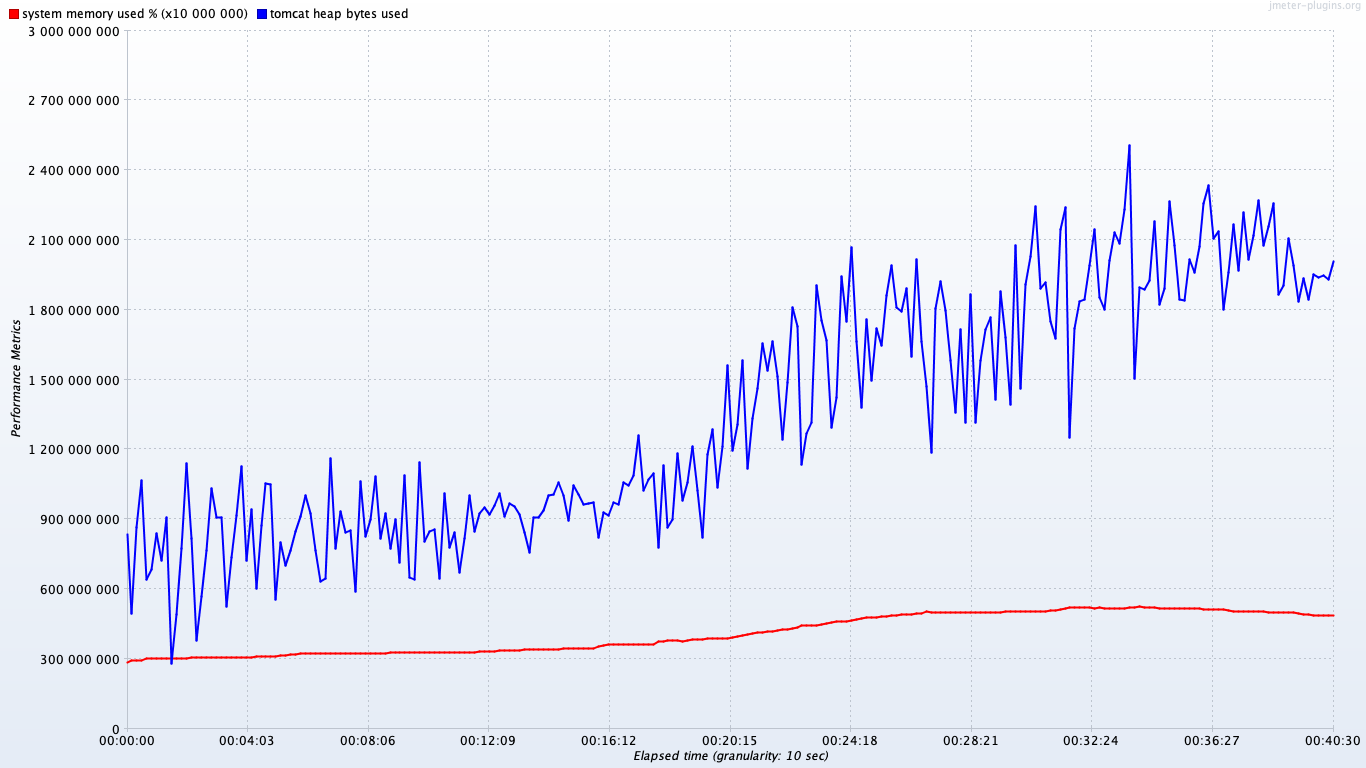 jmeter-plugins.org
system memory used % (x10 000 000) tomcat heap bytes used
3 000 000 000
2 700 000 000
2 400 000 000
2 100 000 000
1 800 000 000
1 500 000 000
1 200 000 000
900 000 000
600 000 000
300 000 000
0
Performance Metrics
00:00:00 00:04:03 00:08:06 00:12:09 00:16:12 00:20:15 00:24:18 00:28:21 00:32:24 00:36:27 00:40:30
Elapsed time (granularity: 10 sec)